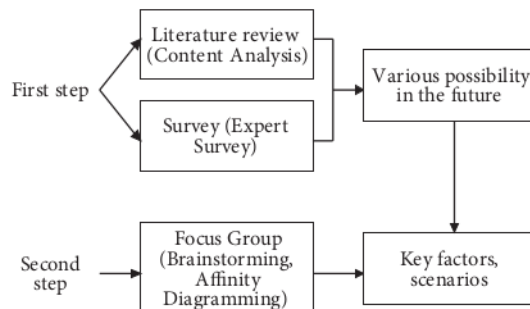 First step
Literature review
(Content Analysis)
Survey (Expert
Survey)
Various possibility
in the future
Second
step
Focus Group
(Brainstorming,
Affinity
Diagramming)
Key factors,
scenarios